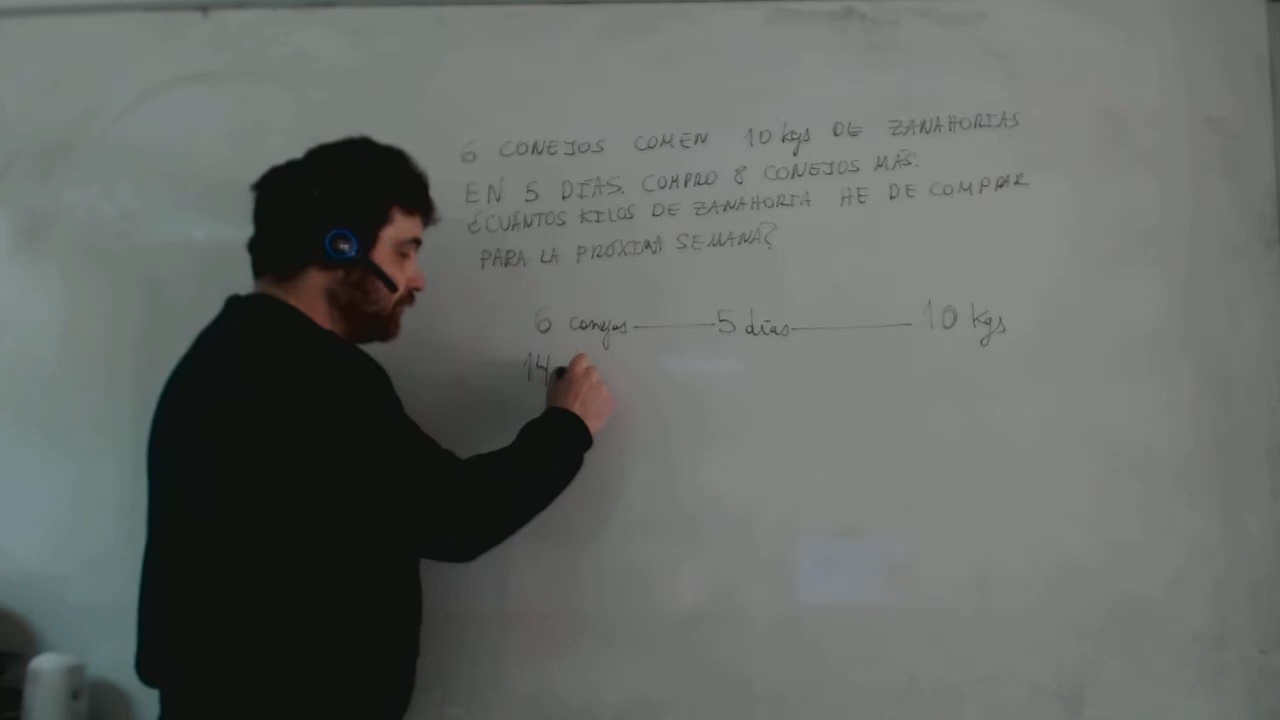 6 CONEJOS COMEN 10 kgs DE ZANAHORIAS
EN 5 DÍAS. COMPRO 8 CONEJOS MÁS.
¿CUÁNTOS KILOS DE ZANAHORIA HE DE COMPRAR
PARA LA PRÓXIMA SEMANA?
6 conejos 5 días 10 kgs
14